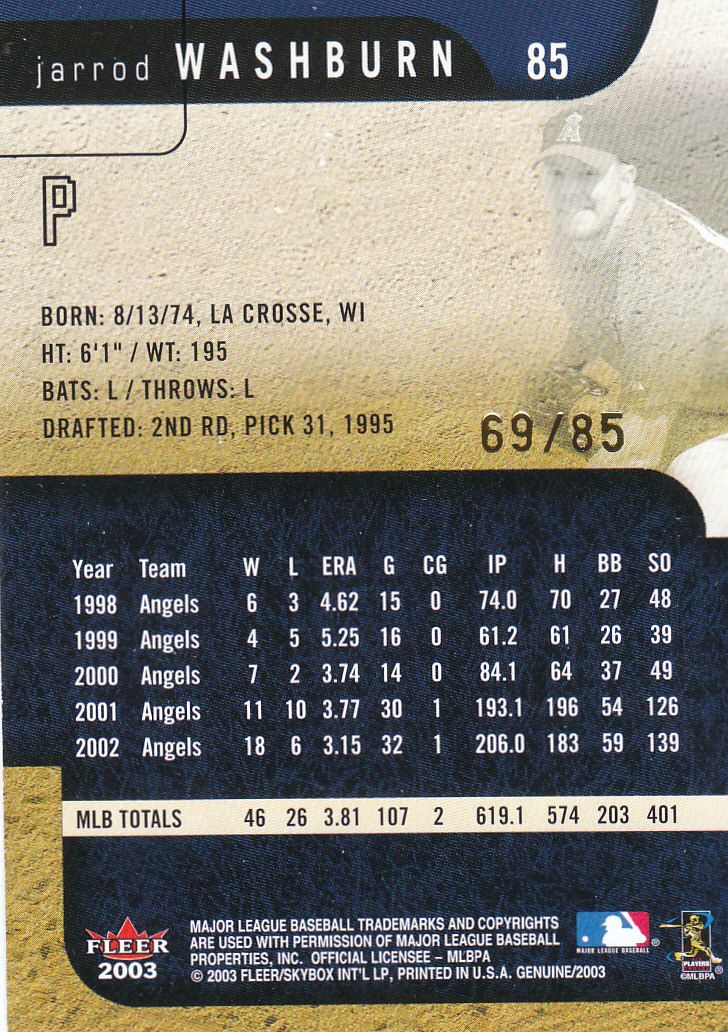 jarrod WASHBURN 85
P
BORN: 8/13/74, LA CROSSE, WI
HT: 6'1" / WT: 195
BATS: L / THROWS: L
DRAFTED: 2ND RD, PICK 31, 1995
69/85
Year Team W L ERA G CG IP H BB SO
1998 Angels 6 3 4.62 15 0 74.0 70 27 48
1999 Angels 4 5 5.25 16 0 61.2 61 26 39
2000 Angels 7 2 3.74 14 0 84.1 64 37 49
2001 Angels 11 10 3.77 30 1 193.1 196 54 126
2002 Angels 18 6 3.15 32 1 206.0 183 59 139
MLB TOTALS 46 26 3.81 107 2 619.1 574 203 401
FLEER
2003
MAJOR LEAGUE BASEBALL TRADEMARKS AND COPYRIGHTS
ARE USED WITH PERMISSION OF MAJOR LEAGUE BASEBALL
PROPERTIES, INC. OFFICIAL LICENSEE – MLBPA
© 2003 FLEER/SKYBOX INT'L LP, PRINTED IN U.S.A. GENUINE/2003
MAJOR LEAGUE BASEBALL ®
PLAYERS
®
©MLBPA
A